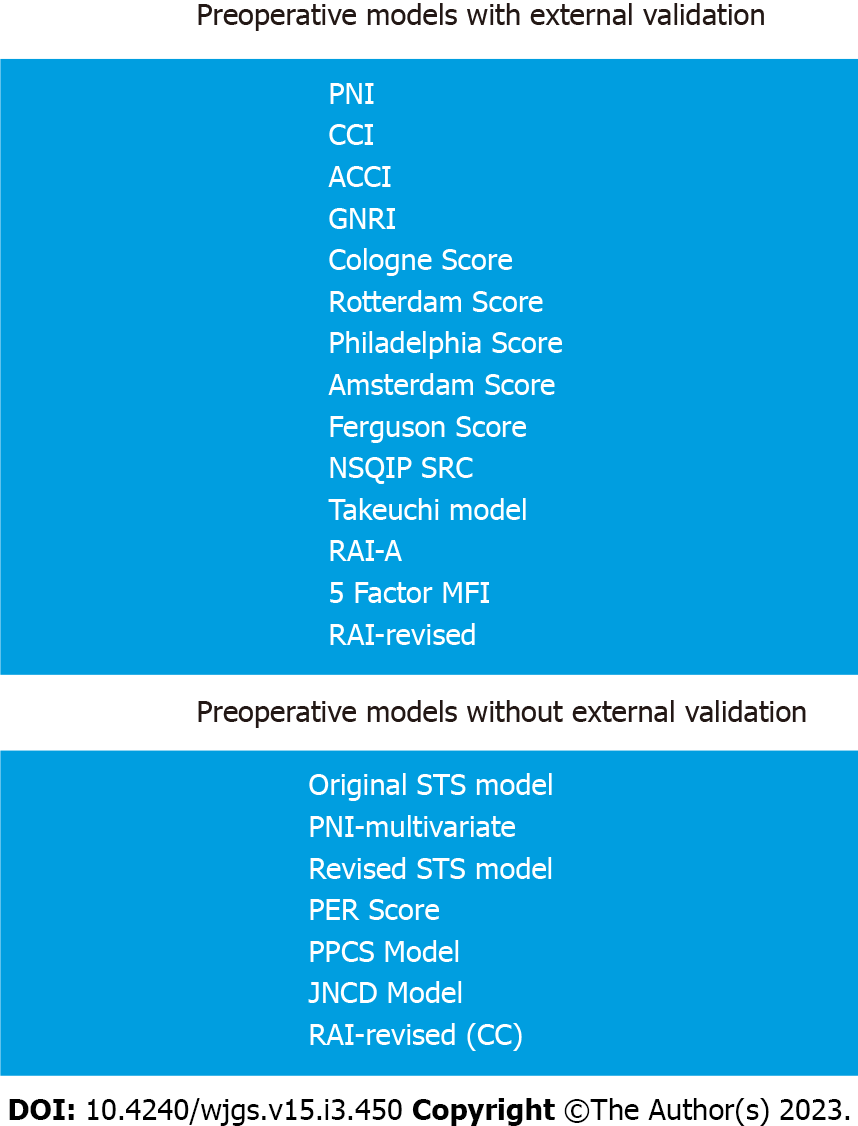 Preoperative models with external validation
PNI
CCI
ACCI
GNRI
Cologne Score
Rotterdam Score
Philadelphia Score
Amsterdam Score
Ferguson Score
NSQIP SRC
Takeuchi model
RAI-A
5 Factor MFI
RAI-revised
Preoperative models without external validation
Original STS model
PNI-multivariate
Revised STS model
PER Score
PPCS Model
JNCD Model
RAI-revised (CC)
DOI: 10.4240/wjgs.v15.i3.450 Copyright ©The Author(s) 2023.